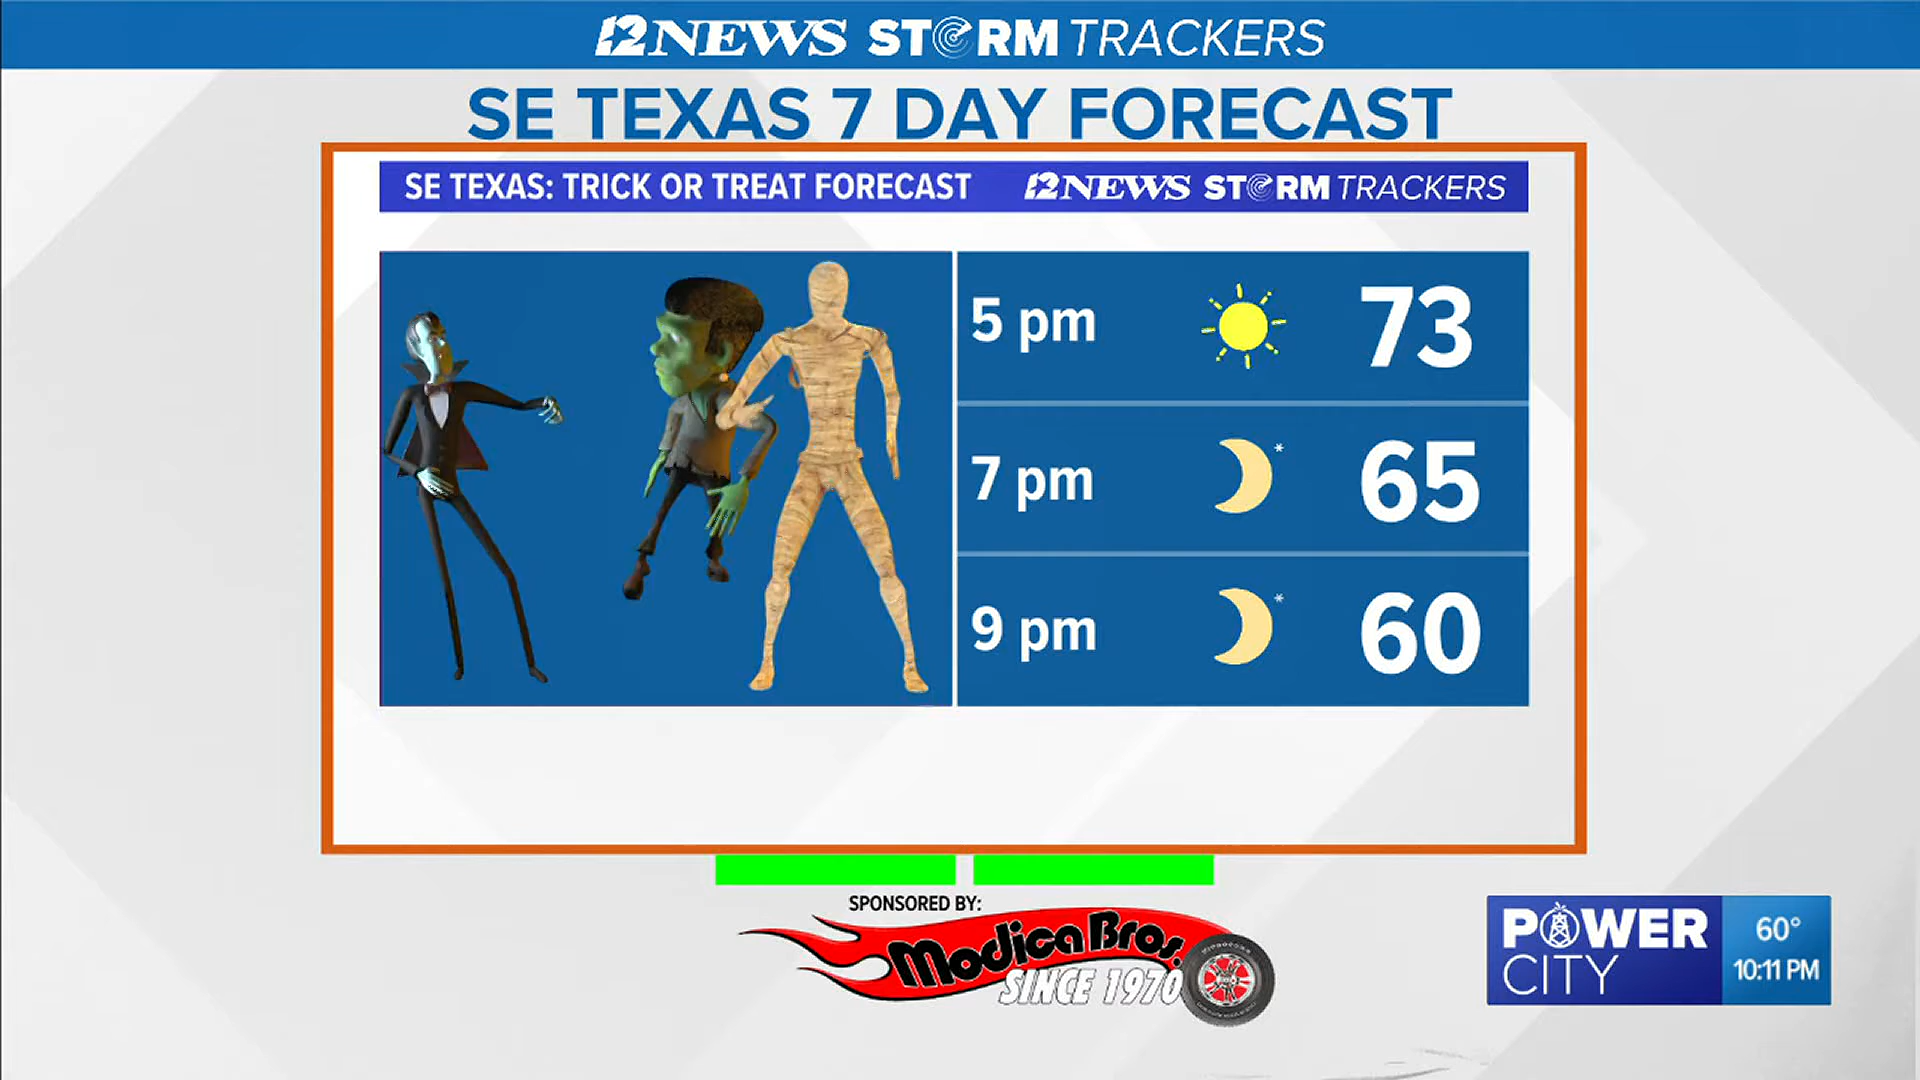 12NEWS STORM TRACKERS
SE TEXAS 7 DAY FORECAST
SE TEXAS: TRICK OR TREAT FORECAST 12NEWS STORM TRACKERS
5 pm 73
7 pm 65
9 pm 60
SPONSORED BY:
Modica Bros.
SINCE 1970
POWER
CITY
60°
10:11 PM